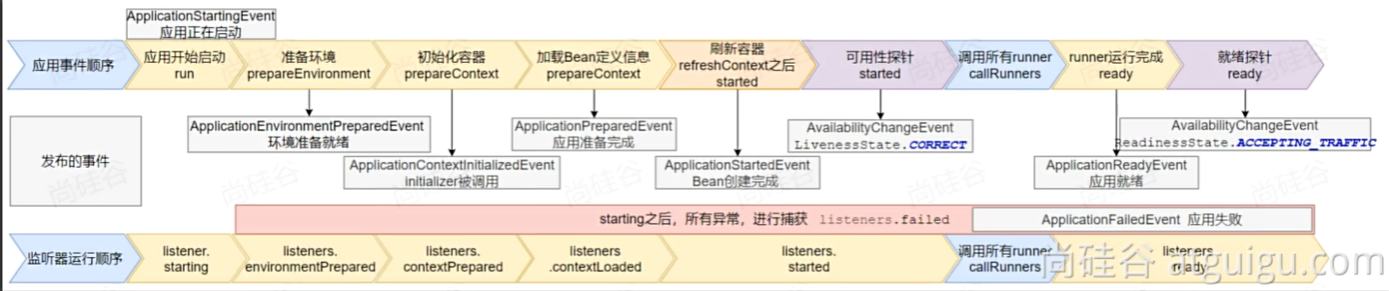 ApplicationStartingEvent
应用正在启动
应用事件顺序
应用开始启动
run
准备环境
prepareEnvironment
初始化容器
prepareContext
加载Bean定义信息
prepareContext
刷新容器
refreshContext之后
started
可用性探针
started
调用所有runner
callRunners
runner运行完成
ready
就绪探针
ready
发布的事件
ApplicationEnvironmentPreparedEvent
环境准备就绪
ApplicationContextInitializedEvent
initializer被调用
ApplicationPreparedEvent
应用准备完成
ApplicationStartedEvent
Bean创建完成
AvailabilityChangeEvent
LivenessState.CORRECT
ApplicationReadyEvent
应用就绪
AvailabilityChangeEvent
ReadinessState.ACCEPTING_TRAFFIC
starting之后，所有异常，进行捕获 listeners.failed
ApplicationFailedEvent 应用失败
监听器运行顺序
listener.
starting
listeners.
environmentPrepared
listeners.
contextPrepared
listeners
.contextLoaded
listeners.
started
调用所有runner
callRunners
listeners.
ready
尚硅谷 atguigu.com